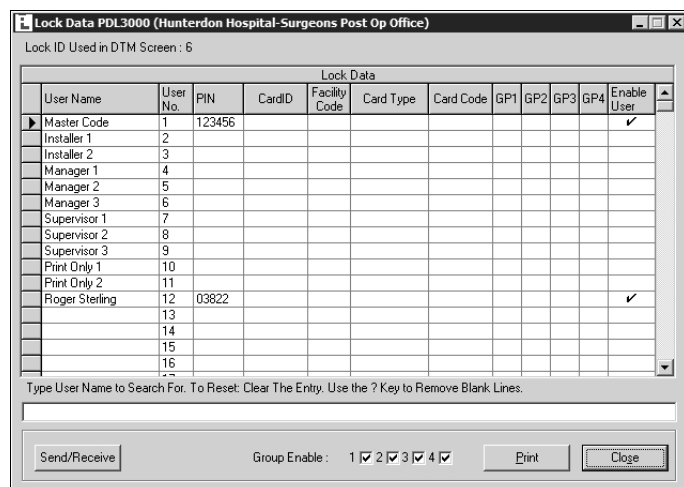 Lock Data PDL3000 (Hunterdon Hospital-Surgeons Post Op Office)
Lock ID Used in DTM Screen : 6
Lock Data
User Name User No. PIN CardID Facility Code Card Type Card Code GP1 GP2 GP3 GP4 Enable User
Master Code 1 123456 ✔
Installer 1 2
Installer 2 3
Manager 1 4
Manager 2 5
Manager 3 6
Supervisor 1 7
Supervisor 2 8
Supervisor 3 9
Print Only 1 10
Print Only 2 11
Roger Sterling 12 03822 ✔
13
14
15
16
Type User Name to Search For. To Reset: Clear The Entry. Use the ? Key to Remove Blank Lines.
Send/Receive Group Enable : 1 ✔ 2 ✔ 3 ✔ 4 ✔ Print Close